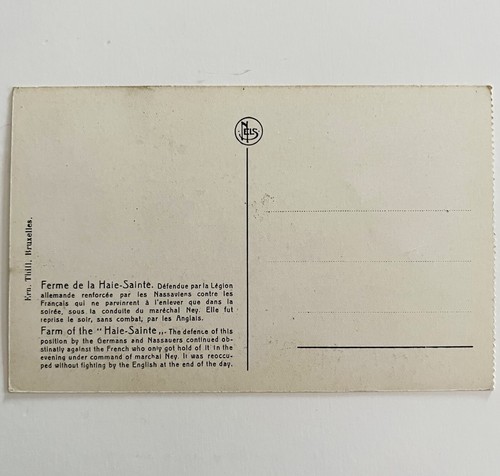 NELS
Ern. Thill, Bruxelles.
Ferme de la Haie-Sainte. Défendue par la Légion
allemande renforcée par les Nassaviens contre les
Français qui ne parvinrent à l'enlever que dans la
soirée, sous la conduite du maréchal Ney. Elle fut
reprise le soir, sans combat, par les Anglais.
Farm of the "Haie-Sainte„.- The defence of this
position by the Germans and Nassauers continued ob-
stinatly against the French who only got hold of it in the
evening under command of marchal Ney. It was reoccu-
ped without fighting by the English at the end of the day.